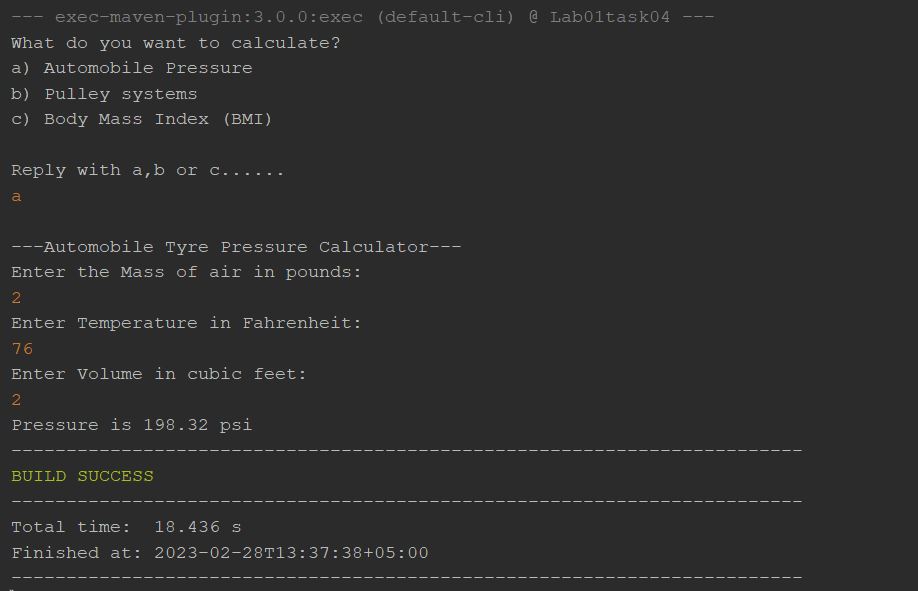 --- exec-maven-plugin:3.0.0:exec (default-cli) @ Lab01task04 ---
What do you want to calculate?
a) Automobile Pressure
b) Pulley systems
c) Body Mass Index (BMI)
Reply with a,b or c......
a
---Automobile Tyre Pressure Calculator---
Enter the Mass of air in pounds:
2
Enter Temperature in Fahrenheit:
76
Enter Volume in cubic feet:
2
Pressure is 198.32 psi
------------------------------------------------------------------------
BUILD SUCCESS
------------------------------------------------------------------------
Total time:  18.436 s
Finished at: 2023-02-28T13:37:38+05:00
------------------------------------------------------------------------